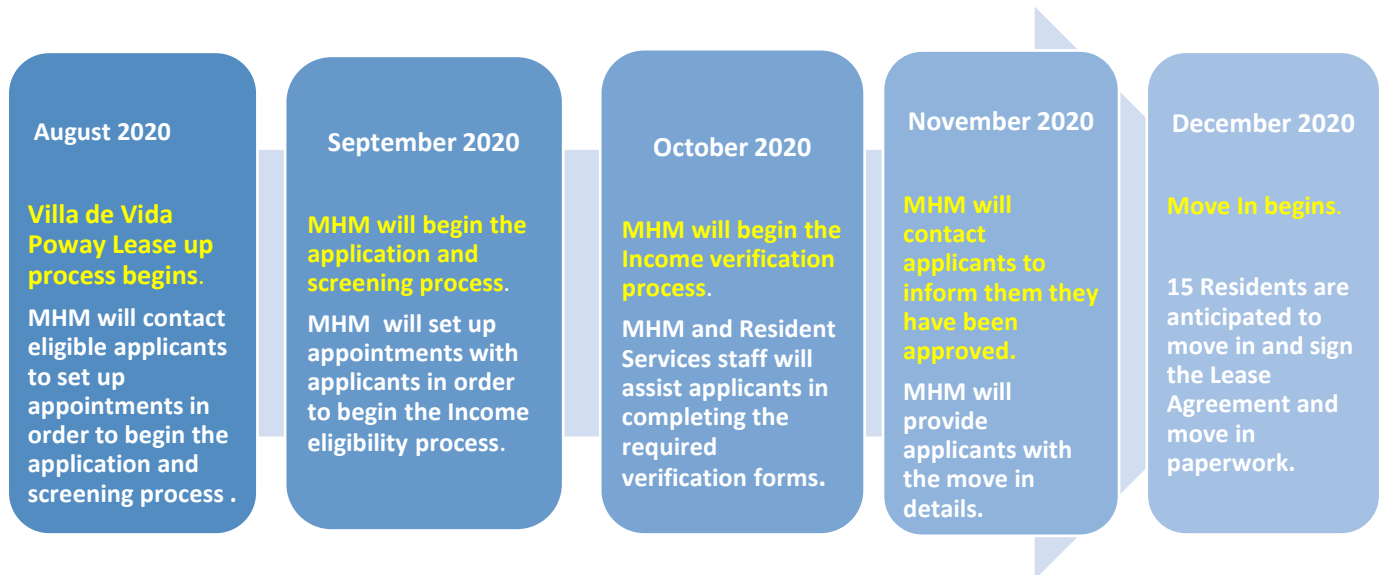 August 2020
Villa de Vida
Poway Lease up
process begins.
MHM will contact
eligible applicants
to set up
appointments in
order to begin the
application and
screening process .
September 2020
MHM will begin the
application and
screening process.
MHM  will set up
appointments with
applicants in order
to begin the Income
eligibility process.
October 2020
MHM will begin the
Income verification
process.
MHM and Resident
Services staff will
assist applicants in
completing the
required
verification forms.
November 2020
MHM will
contact
applicants to
inform them they
have been
approved.
MHM will
provide
applicants with
the move in
details.
December 2020
Move In begins.
15 Residents are
anticipated to
move in and sign
the Lease
Agreement and
move in
paperwork.